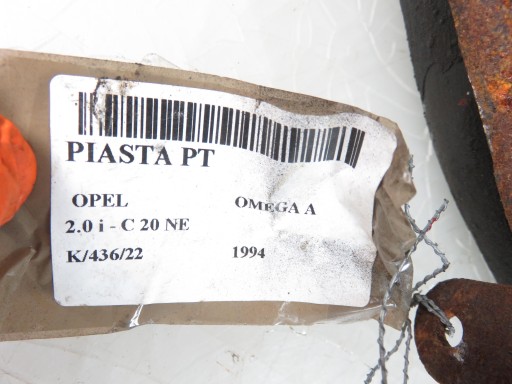 PIASTA PT
OPEL OMEGA A
2.0 i - C 20 NE
K/436/22 1994